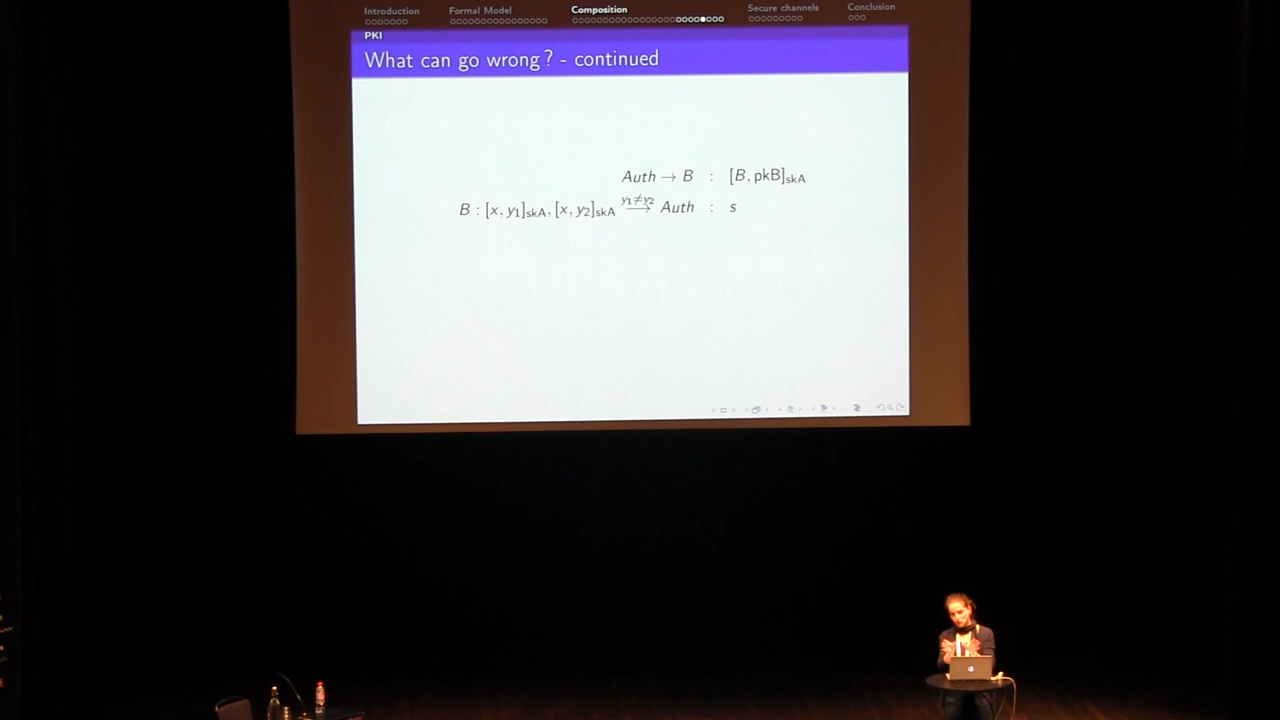 Introduction Formal Model Composition Secure channels Conclusion
PKI
What can go wrong ? - continued
Auth → B : [B, pkB]skA
B : [x, y1]skA, [x, y2]skA y1≠y2 ⟶ Auth : s